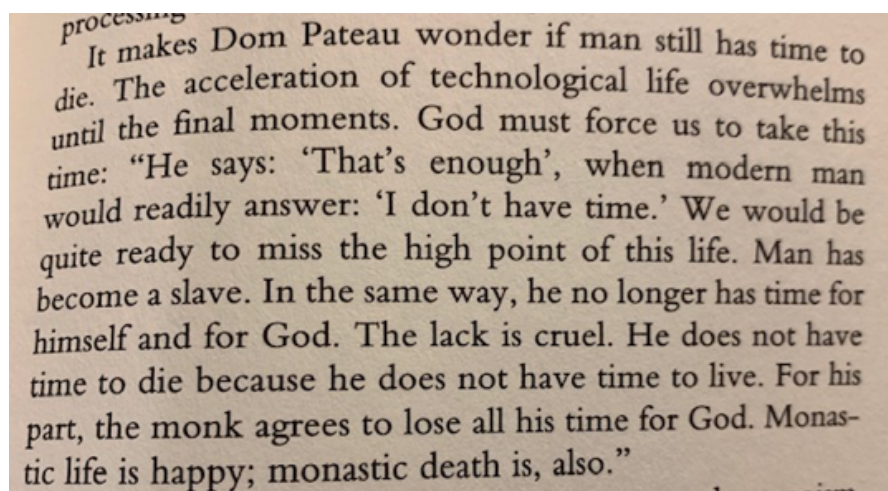 processing
It makes Dom Pateau wonder if man still has time to
die. The acceleration of technological life overwhelms
until the final moments. God must force us to take this
time: “He says: ‘That’s enough’, when modern man
would readily answer: ‘I don’t have time.’ We would be
quite ready to miss the high point of this life. Man has
become a slave. In the same way, he no longer has time for
himself and for God. The lack is cruel. He does not have
time to die because he does not have time to live. For his
part, the monk agrees to lose all his time for God. Monas-
tic life is happy; monastic death is, also.”